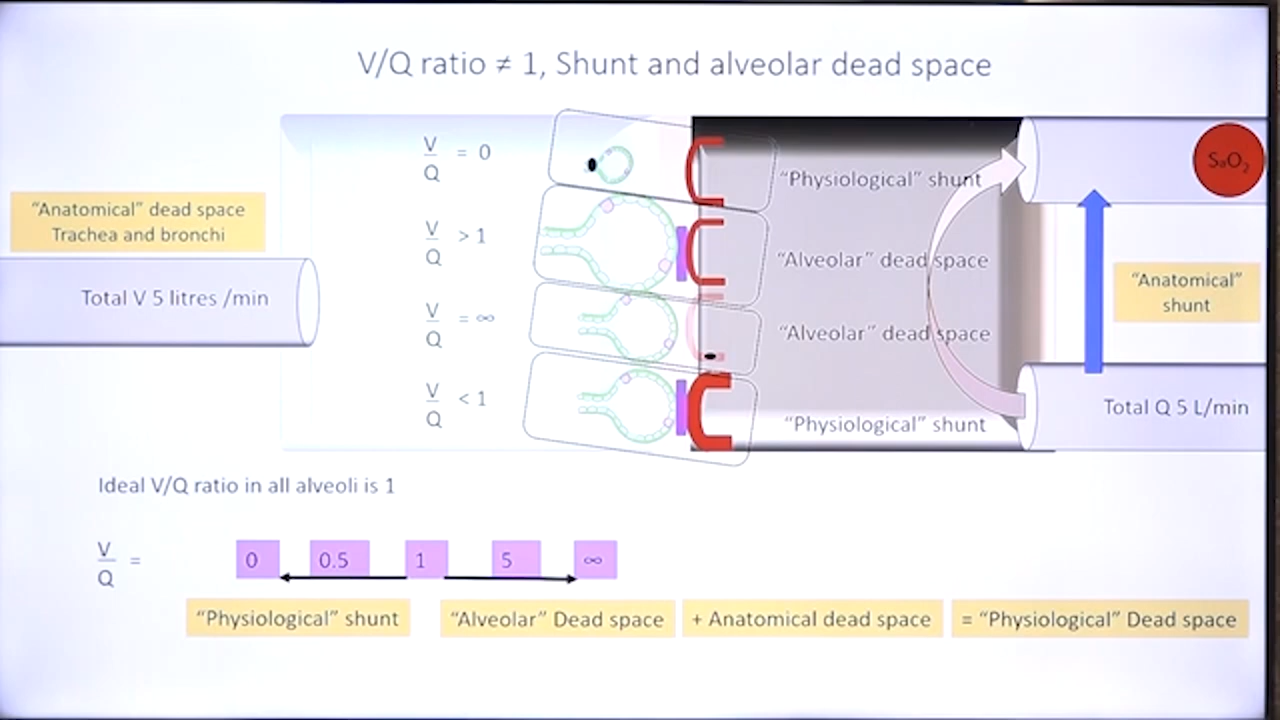 V/Q ratio ≠ 1, Shunt and alveolar dead space
"Anatomical" dead space
Trachea and bronchi
Total V 5 litres /min
V
Q
= 0
V
Q
> 1
V
Q
= ∞
V
Q
< 1
"Physiological" shunt
"Alveolar" dead space
"Alveolar" dead space
"Physiological" shunt
SaO2
"Anatomical"
shunt
Total Q 5 L/min
Ideal V/Q ratio in all alveoli is 1
V
Q
=
0 0.5 1 5 ∞
"Physiological" shunt
"Alveolar" Dead space
+ Anatomical dead space
= "Physiological" Dead space